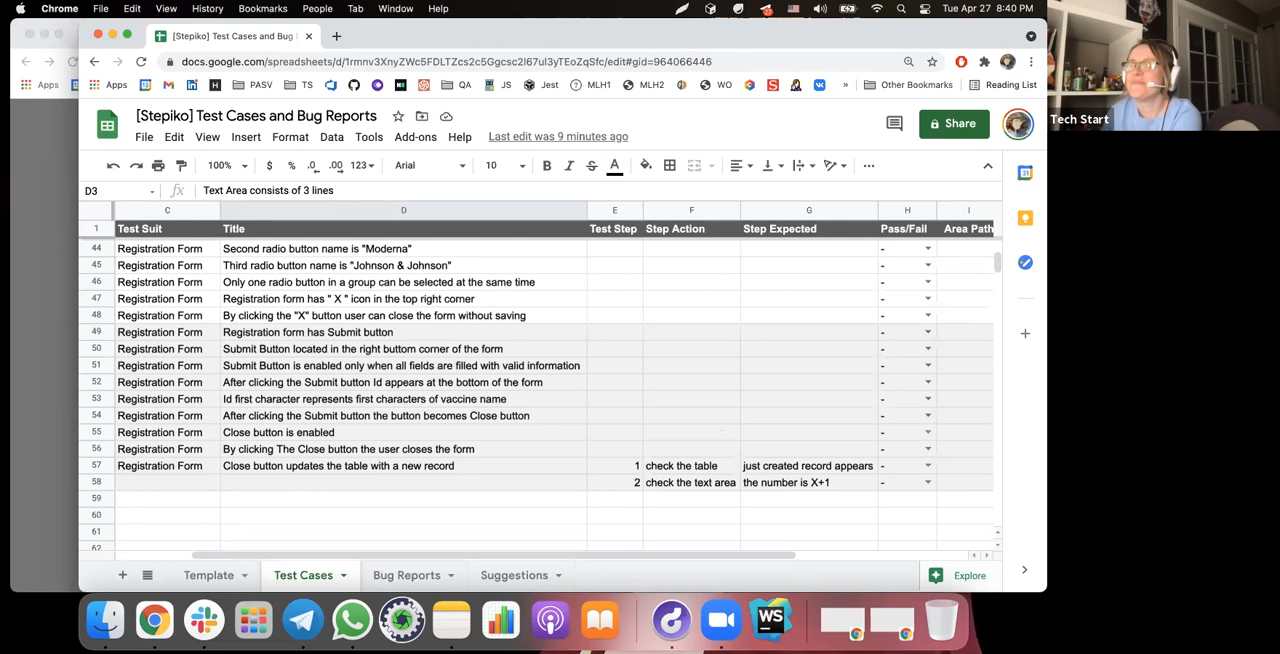 Chrome File Edit View History Bookmarks People Tab Window Help Tue Apr 27 8:40 PM
[Stepiko] Test Cases and Bug
docs.google.com/spreadsheets/d/1rmnv3XnyZWc5FDLTZcs2c5Ggcsc2l67ul3yTEoZqSfc/edit#gid=964066446
Apps Apps PASV TS QA JS Jest MLH1 MLH2 WO » Other Bookmarks Reading List
[Stepiko] Test Cases and Bug Reports
File Edit View Insert Format Data Tools Add-ons Help Last edit was 9 minutes ago
Share
Tech Start
100% $ % .0 .00 123 Arial 10 B I S A
D3 fx Text Area consists of 3 lines
C D E F G H I
1 Test Suit Title Test Step Step Action Step Expected Pass/Fail Area Path
44 Registration Form Second radio button name is "Moderna" -
45 Registration Form Third radio button name is "Johnson & Johnson" -
46 Registration Form Only one radio button in a group can be selected at the same time -
47 Registration Form Registration form has " X " icon in the top right corner -
48 Registration Form By clicking the "X" button user can close the form without saving -
49 Registration Form Registration form has Submit button -
50 Registration Form Submit Button located in the right buttom corner of the form -
51 Registration Form Submit Button is enabled only when all fields are filled with valid information -
52 Registration Form After clicking the Submit button Id appears at the bottom of the form -
53 Registration Form Id first character represents first characters of vaccine name -
54 Registration Form After clicking the Submit button the button becomes Close button -
55 Registration Form Close button is enabled -
56 Registration Form By clicking The Close button the user closes the form -
57 Registration Form Close button updates the table with a new record 1 check the table just created record appears -
58 2 check the text area the number is X+1 -
59
60
61
62
Template Test Cases Bug Reports Suggestions Explore
WS